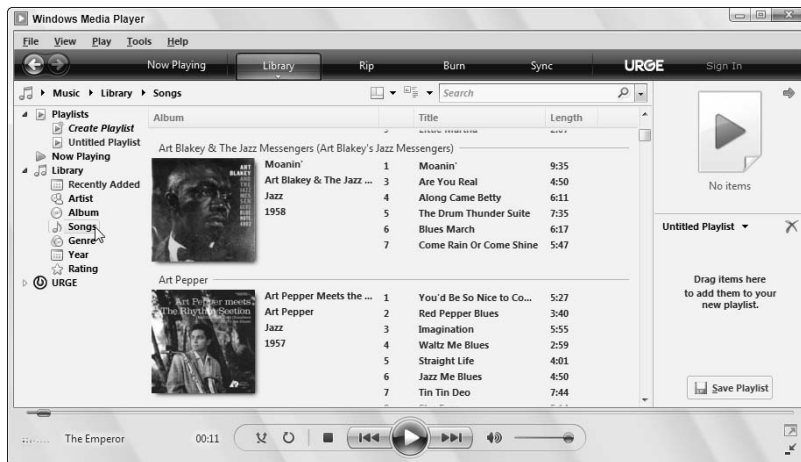 Windows Media Player
File View Play Tools Help
Now Playing Library Rip Burn Sync URGE Sign In
Music Library Songs Search
Playlists
Create Playlist
Untitled Playlist
Now Playing
Library
Recently Added
Artist
Album
Songs
Genre
Year
Rating
URGE
Album Title Length
Art Blakey & The Jazz Messengers (Art Blakey's Jazz Messengers)
ART BLAKEY
Moanin' 1 Moanin' 9:35
Art Blakey & The Jazz ... 3 Are You Real 4:50
Jazz 4 Along Came Betty 6:11
1958 5 The Drum Thunder Suite 7:35
6 Blues March 6:17
7 Come Rain Or Come Shine 5:47
Art Pepper
Art Pepper meets
The Rhythm Section
Art Pepper Meets the ... 1 You'd Be So Nice to Co... 5:27
Art Pepper 2 Red Pepper Blues 3:40
Jazz 3 Imagination 5:55
1957 4 Waltz Me Blues 2:59
5 Straight Life 4:01
6 Jazz Me Blues 4:50
7 Tin Tin Deo 7:44
No items
Untitled Playlist
Drag items here
to add them to your
new playlist.
Save Playlist
The Emperor 00:11